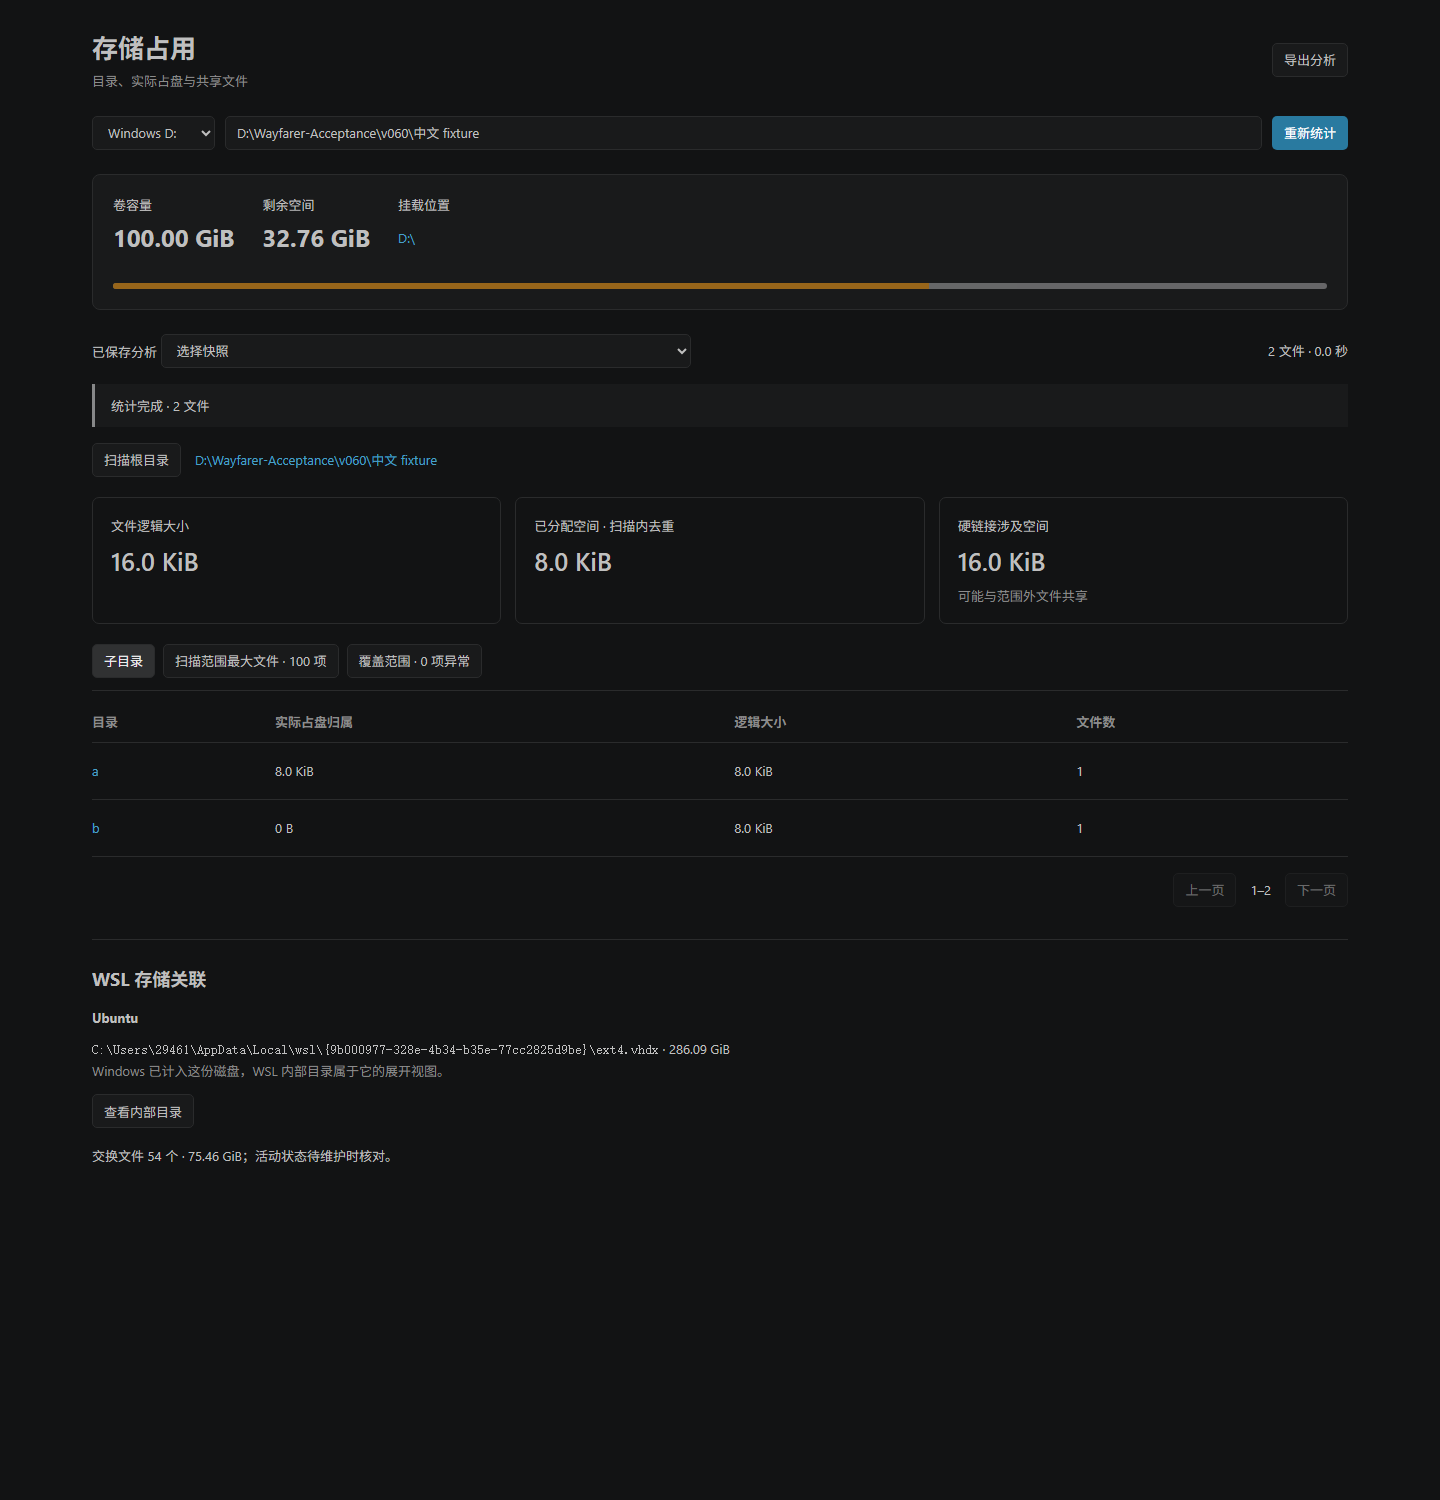 存储占用
目录、实际占盘与共享文件
导出分析
Windows D:
D:\Wayfarer-Acceptance\v060\中文 fixture
重新统计
卷容量
剩余空间
挂载位置
100.00 GiB
32.76 GiB
D:\
已保存分析
选择快照
2 文件 · 0.0 秒
统计完成 · 2 文件
扫描根目录
D:\Wayfarer-Acceptance\v060\中文 fixture
文件逻辑大小
16.0 KiB
已分配空间 · 扫描内去重
8.0 KiB
硬链接涉及空间
16.0 KiB
可能与范围外文件共享
子目录
扫描范围最大文件 · 100 项
覆盖范围 · 0 项异常
目录 实际占盘归属 逻辑大小 文件数
a 8.0 KiB 8.0 KiB 1
b 0 B 8.0 KiB 1
上一页
1–2
下一页
WSL 存储关联
Ubuntu
C:\Users\29461\AppData\Local\wsl\{9b000977-328e-4b34-b35e-77cc2825d9be}\ext4.vhdx · 286.09 GiB
Windows 已计入这份磁盘，WSL 内部目录属于它的展开视图。
查看内部目录
交换文件 54 个 · 75.46 GiB；活动状态待维护时核对。